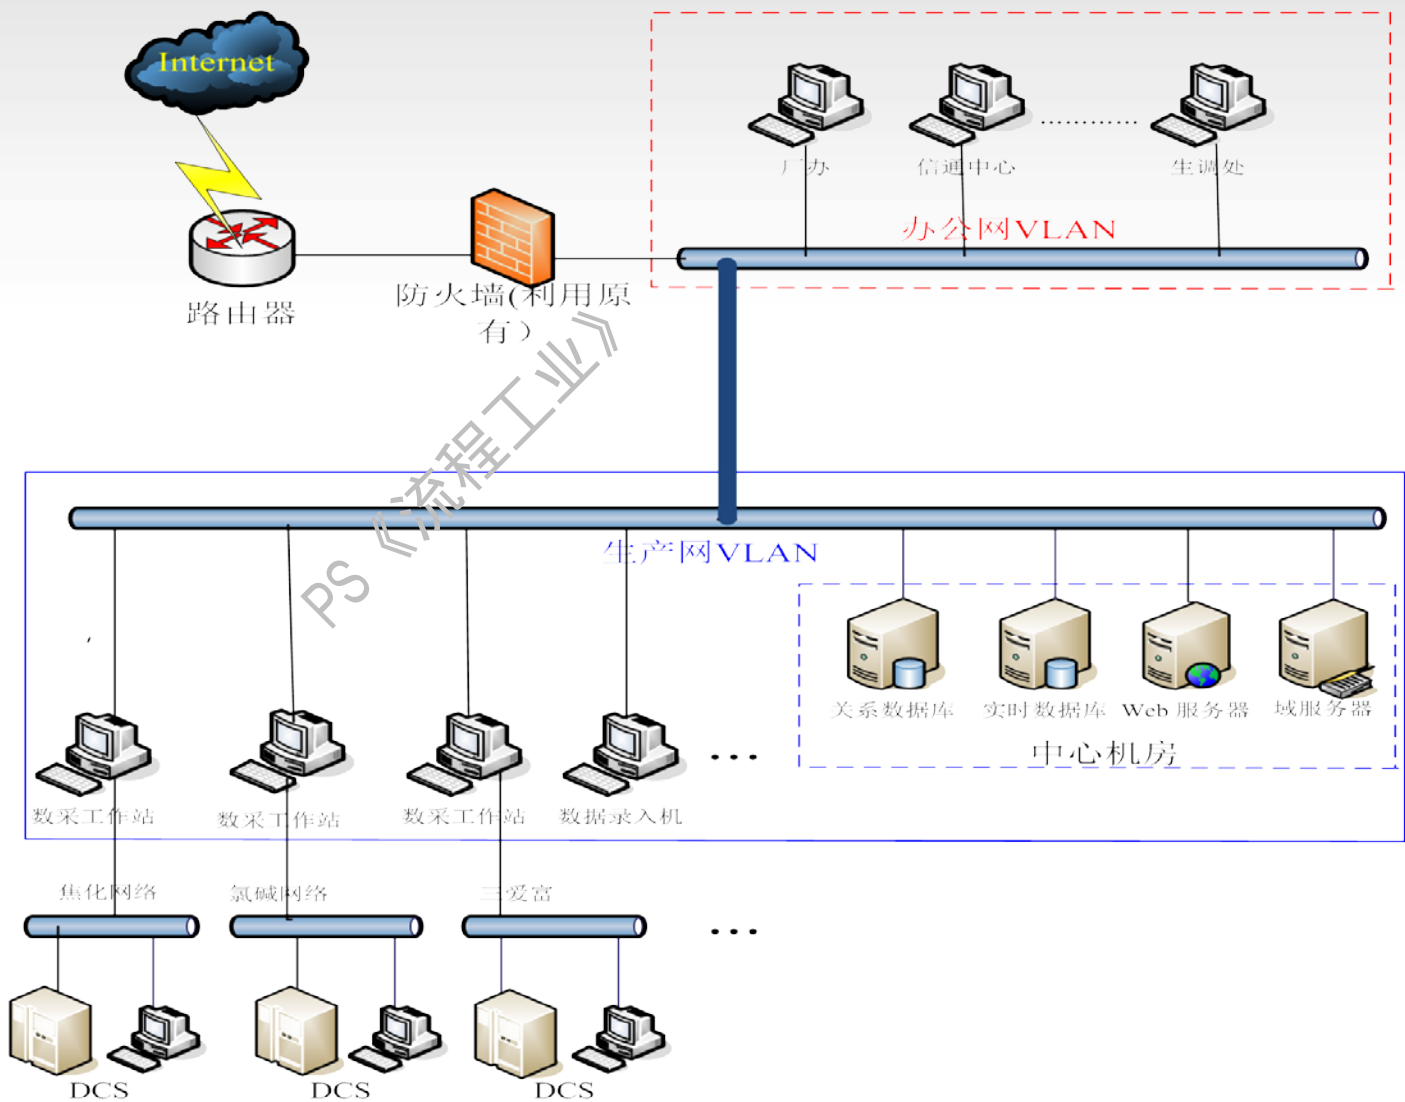 Internet
厂办
信通中心
............
生调处
办公网VLAN
路由器
防火墙(利用原
有）
PS《流程工业》
生产网VLAN
关系数据库
实时数据库
Web 服务器
域服务器
中心机房
数采工作站
数采工作站
数采工作站
数据录入机
...
焦化网络
氯碱网络
三爱富
...
DCS
DCS
DCS